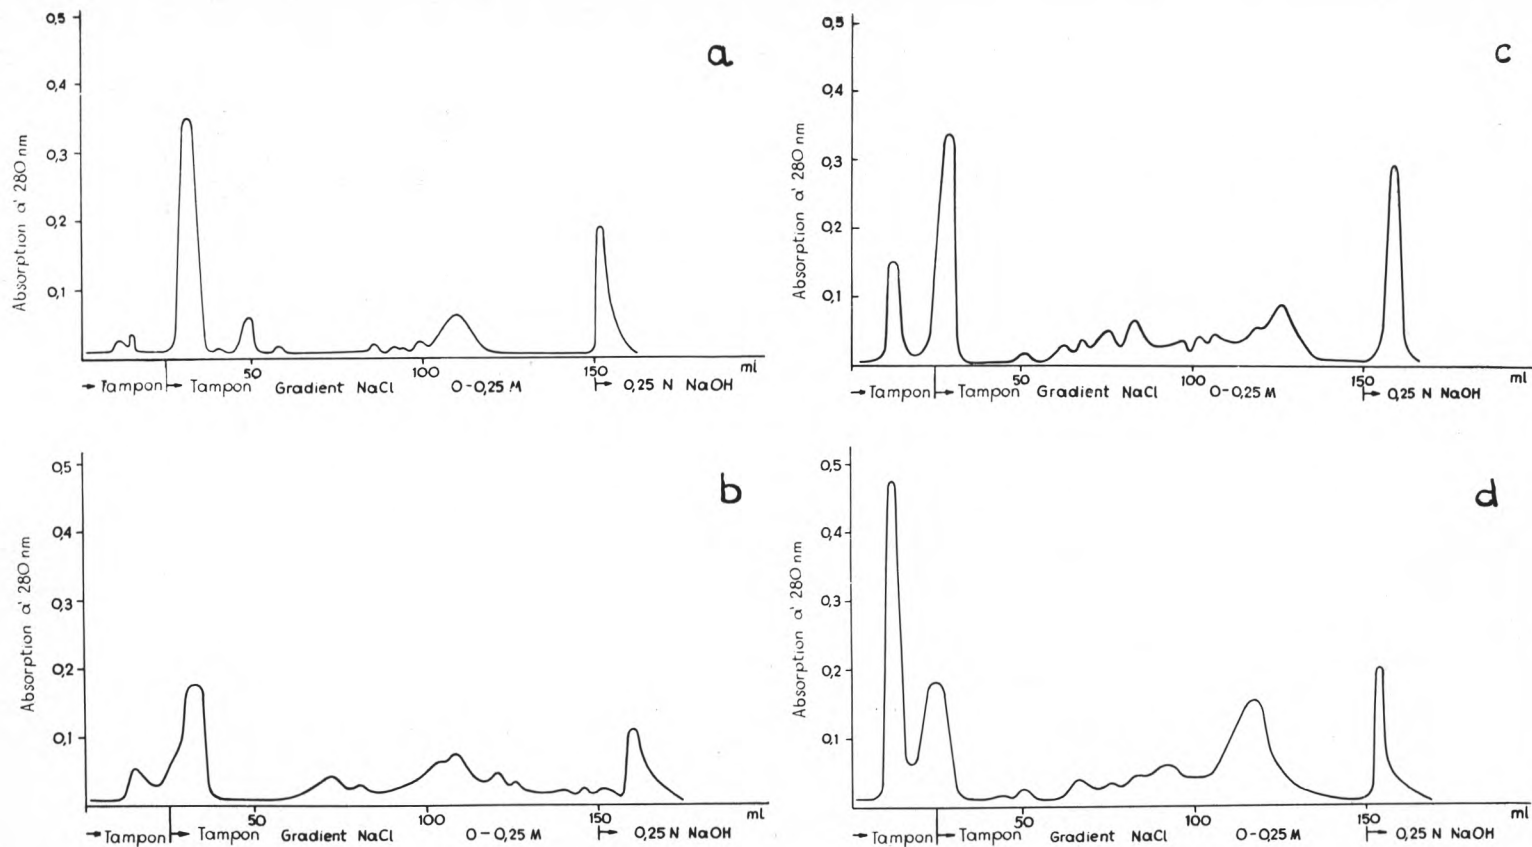 a
Absorption a' 280 nm
0,5
0,4
0,3
0,2
0,1
50
100
150
ml
Tampon
Tampon Gradient NaCl 0-0,25 M
0,25 N NaOH
c
Absorption a' 280 nm
0,5
0,4
0,3
0,2
0,1
50
100
150
ml
Tampon
Tampon Gradient NaCl 0-0,25 M
0,25 N NaOH
b
Absorption a' 280 nm
0,5
0,4
0,3
0,2
0,1
50
100
150
ml
Tampon
Tampon Gradient NaCl 0-0,25 M
0,25 N NaOH
d
Absorption a' 280 nm
0,5
0,4
0,3
0,2
0,1
50
100
150
ml
Tampon
Tampon Gradient NaCl 0-0,25 M
0,25 N NaOH